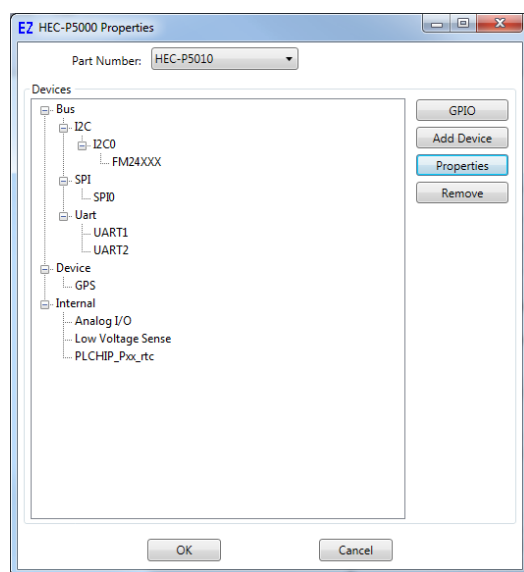 EZ HEC-P5000 Properties
Part Number: HEC-P5010
Devices
Bus
I2C
I2C0
FM24XXX
SPI
SPI0
Uart
UART1
UART2
Device
GPS
Internal
Analog I/O
Low Voltage Sense
PLCHIP_Pxx_rtc
GPIO
Add Device
Properties
Remove
OK Cancel